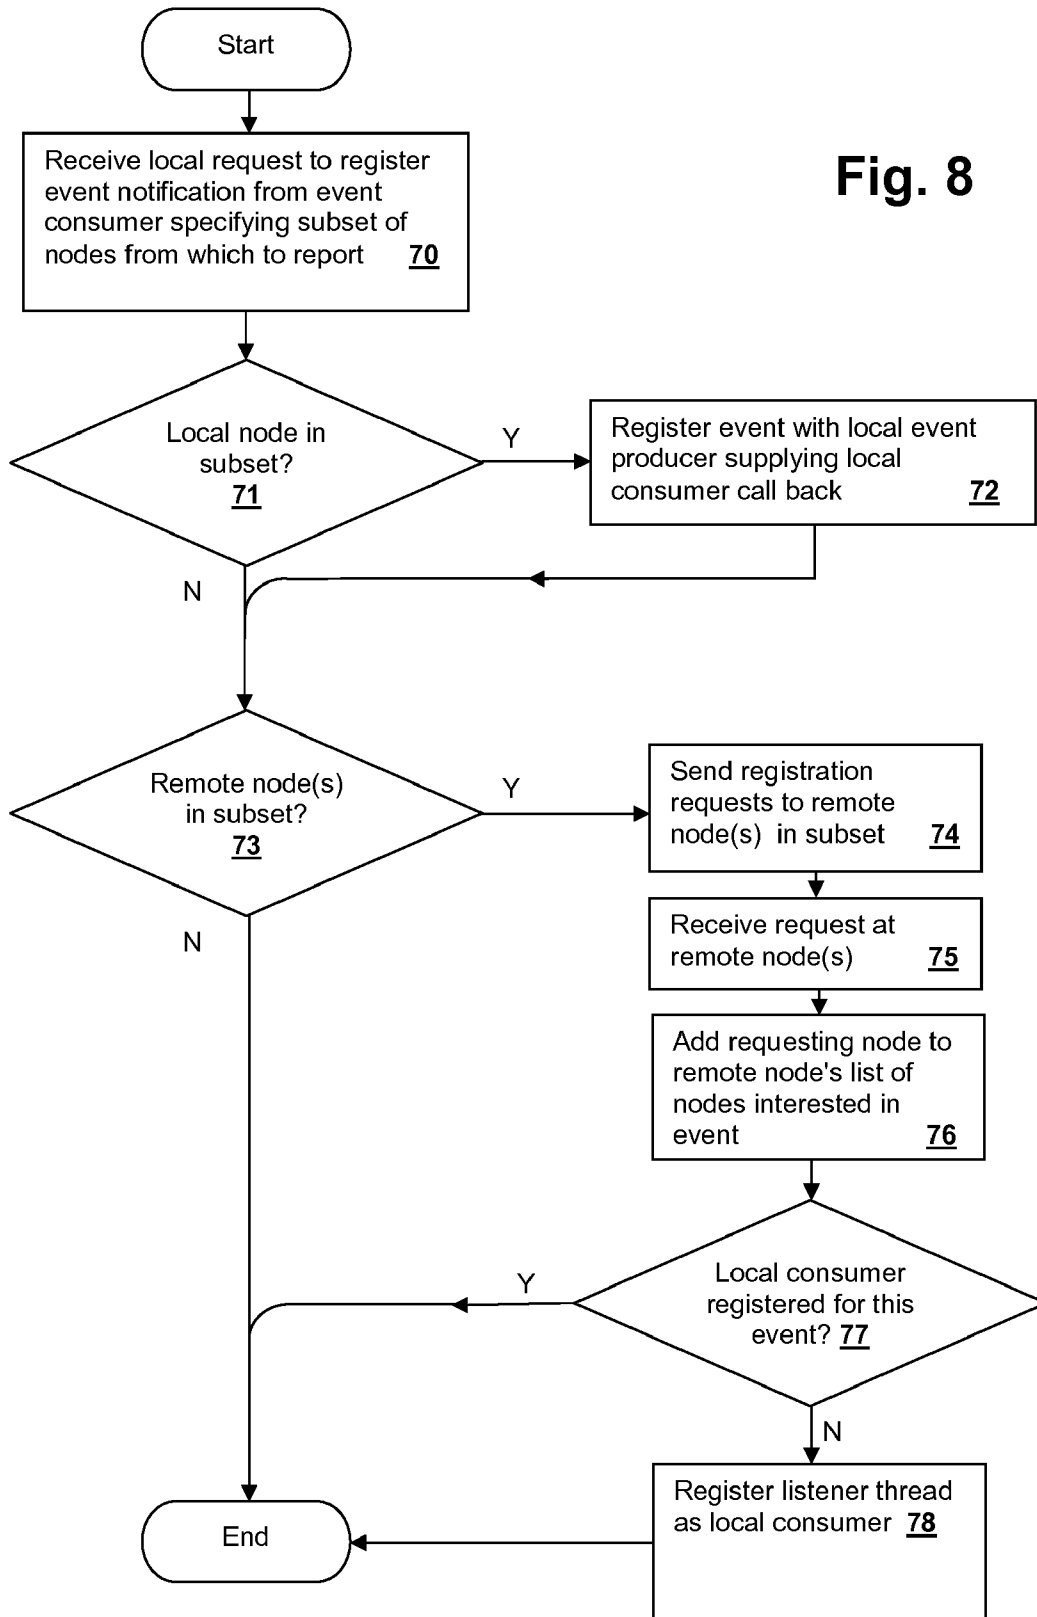 Start
Fig. 8
Receive local request to register
event notification from event
consumer specifying subset of
nodes from which to report 70
Local node in
subset?
71
Y
Register event with local event
producer supplying local
consumer call back 72
N
Remote node(s)
in subset?
73
Y
Send registration
requests to remote
node(s) in subset 74
N
Receive request at
remote node(s) 75
Add requesting node to
remote node's list of
nodes interested in
event 76
Y
Local consumer
registered for this
event? 77
N
Register listener thread
as local consumer 78
End